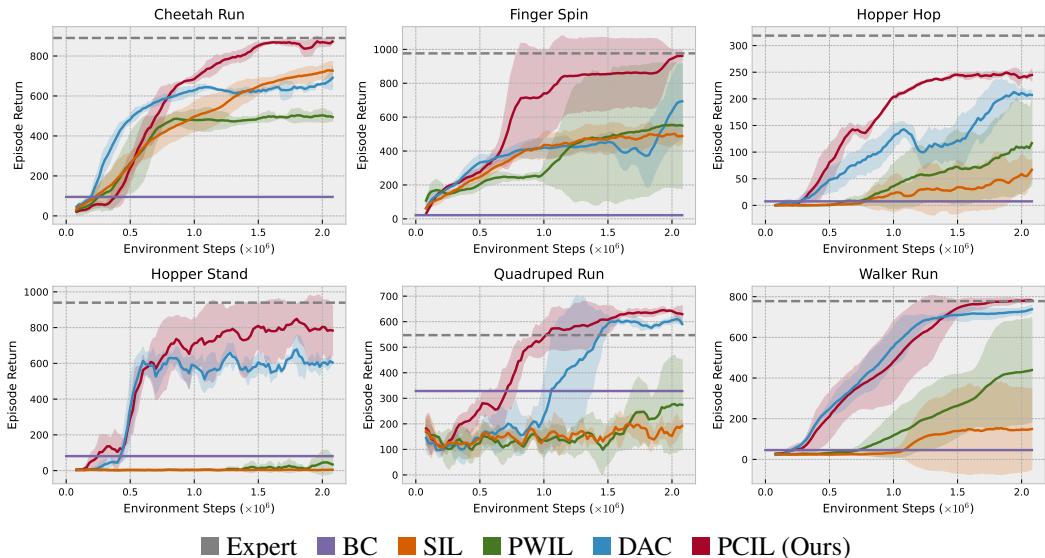 Cheetah Run
Finger Spin
Hopper Hop
Episode Return
800
600
400
200
0
0.0 0.5 1.0 1.5 2.0
Environment Steps (×10⁶)
Episode Return
1000
800
600
400
200
0
0.0 0.5 1.0 1.5 2.0
Environment Steps (×10⁶)
Episode Return
300
250
200
150
100
50
0
0.0 0.5 1.0 1.5 2.0
Environment Steps (×10⁶)
Hopper Stand
Quadruped Run
Walker Run
Episode Return
1000
800
600
400
200
0
0.0 0.5 1.0 1.5 2.0
Environment Steps (×10⁶)
Episode Return
700
600
500
400
300
200
100
0
0.0 0.5 1.0 1.5 2.0
Environment Steps (×10⁶)
Episode Return
800
600
400
200
0
0.0 0.5 1.0 1.5 2.0
Environment Steps (×10⁶)
Expert BC SIL PWIL DAC PCIL (Ours)